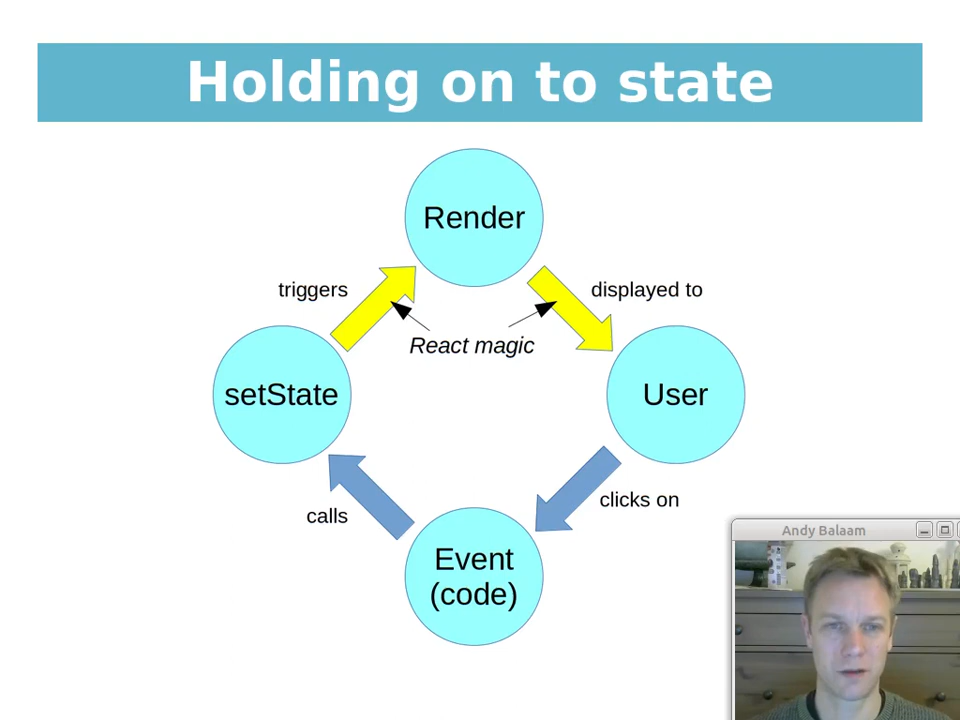 Holding on to state
Render
triggers
displayed to
React magic
setState
User
clicks on
calls
Event
(code)
Andy Balaam